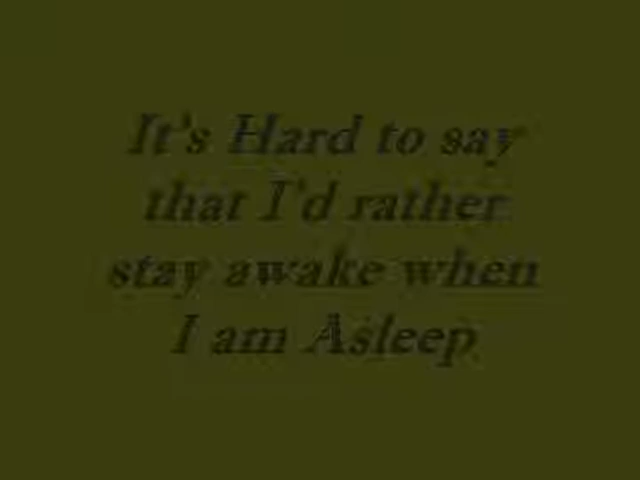 It's Hard to say
that I'd rather
stay awake when
I am Asleep